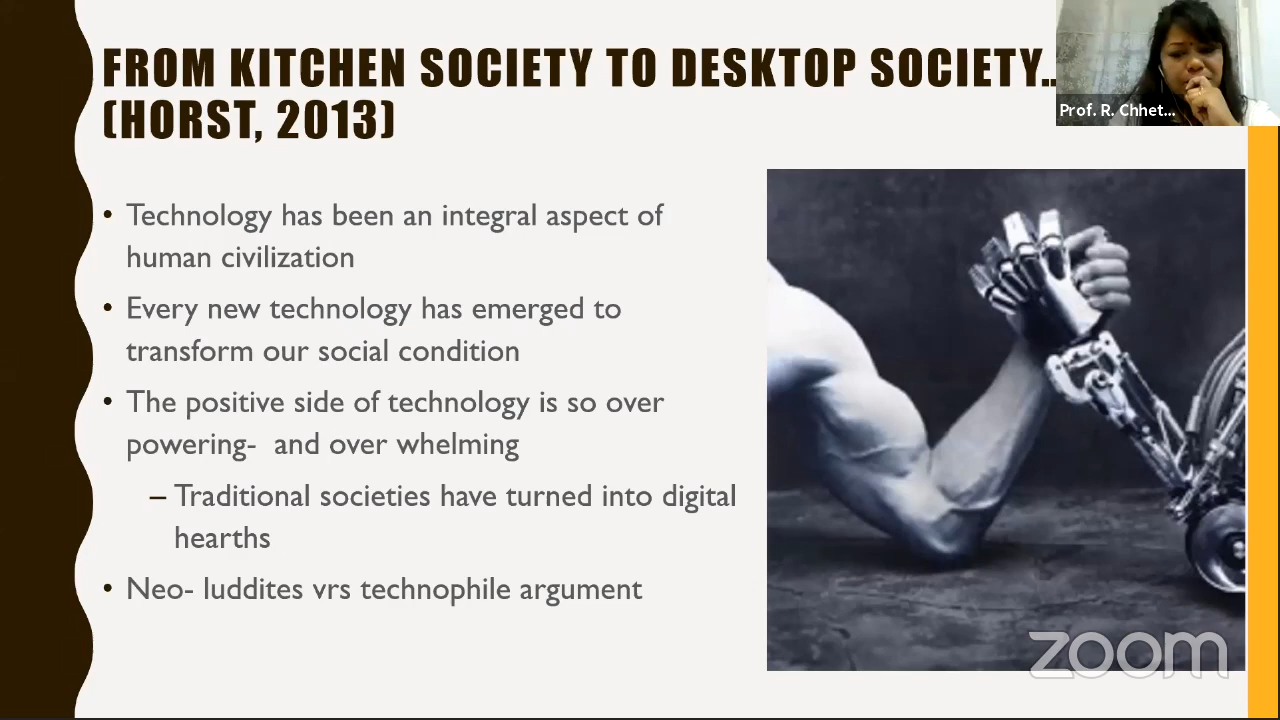 FROM KITCHEN SOCIETY TO DESKTOP SOCIETY..
(HORST, 2013)
Prof. R. Chhet...
• Technology has been an integral aspect of
human civilization
• Every new technology has emerged to
transform our social condition
• The positive side of technology is so over
powering- and over whelming
– Traditional societies have turned into digital
hearths
• Neo- luddites vrs technophile argument
zoom